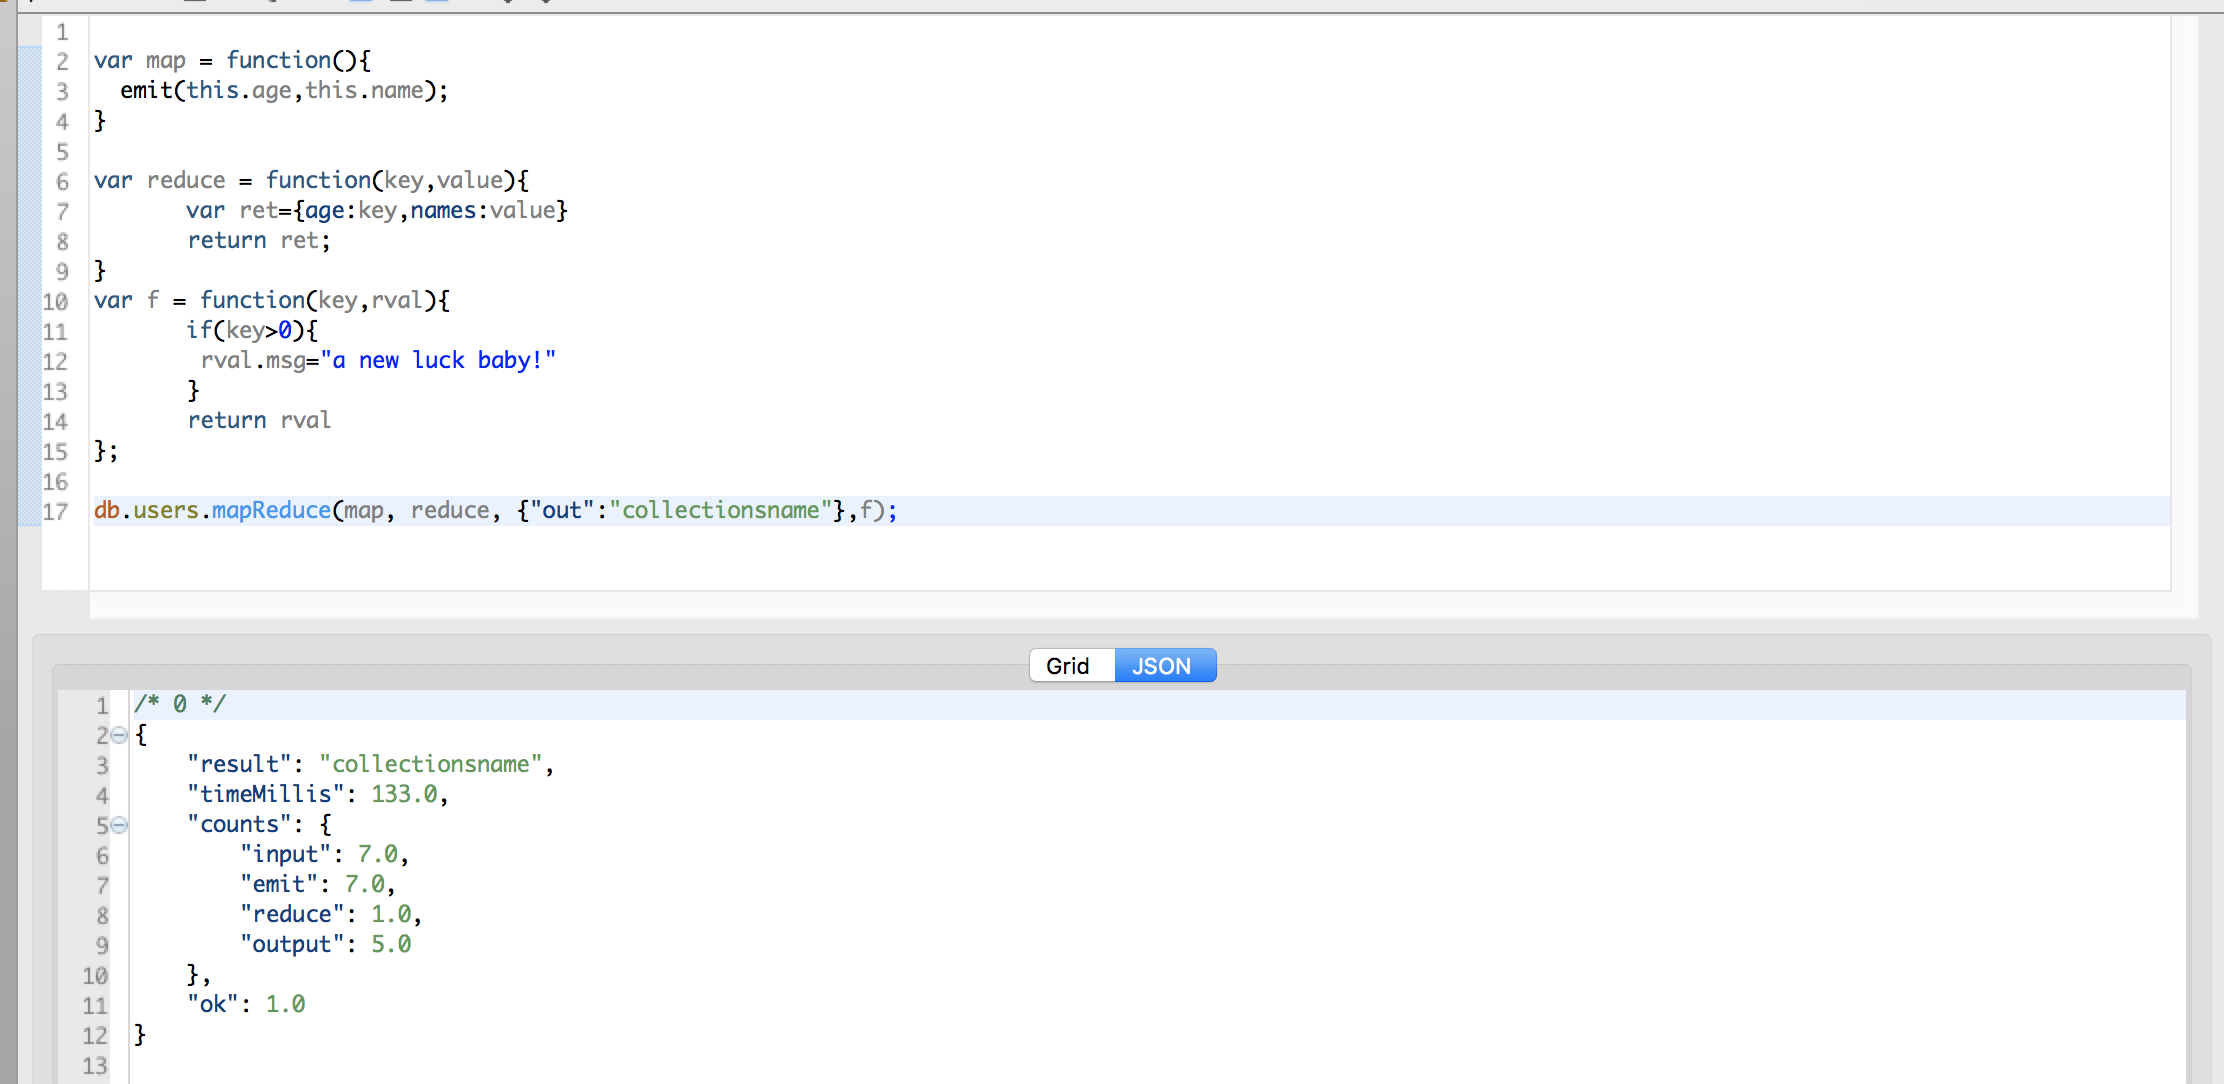 1
2 var map = function(){
3   emit(this.age,this.name);
4 }
5
6 var reduce = function(key,value){
7        var ret={age:key,names:value}
8        return ret;
9 }
10 var f = function(key,rval){
11        if(key>0){
12         rval.msg="a new luck baby!"
13        }
14        return rval
15 };
16
17 db.users.mapReduce(map, reduce, {"out":"collectionsname"},f);
Grid JSON
1 /* 0 */
2 {
3     "result": "collectionsname",
4     "timeMillis": 133.0,
5     "counts": {
6         "input": 7.0,
7         "emit": 7.0,
8         "reduce": 1.0,
9         "output": 5.0
10     },
11     "ok": 1.0
12 }
13